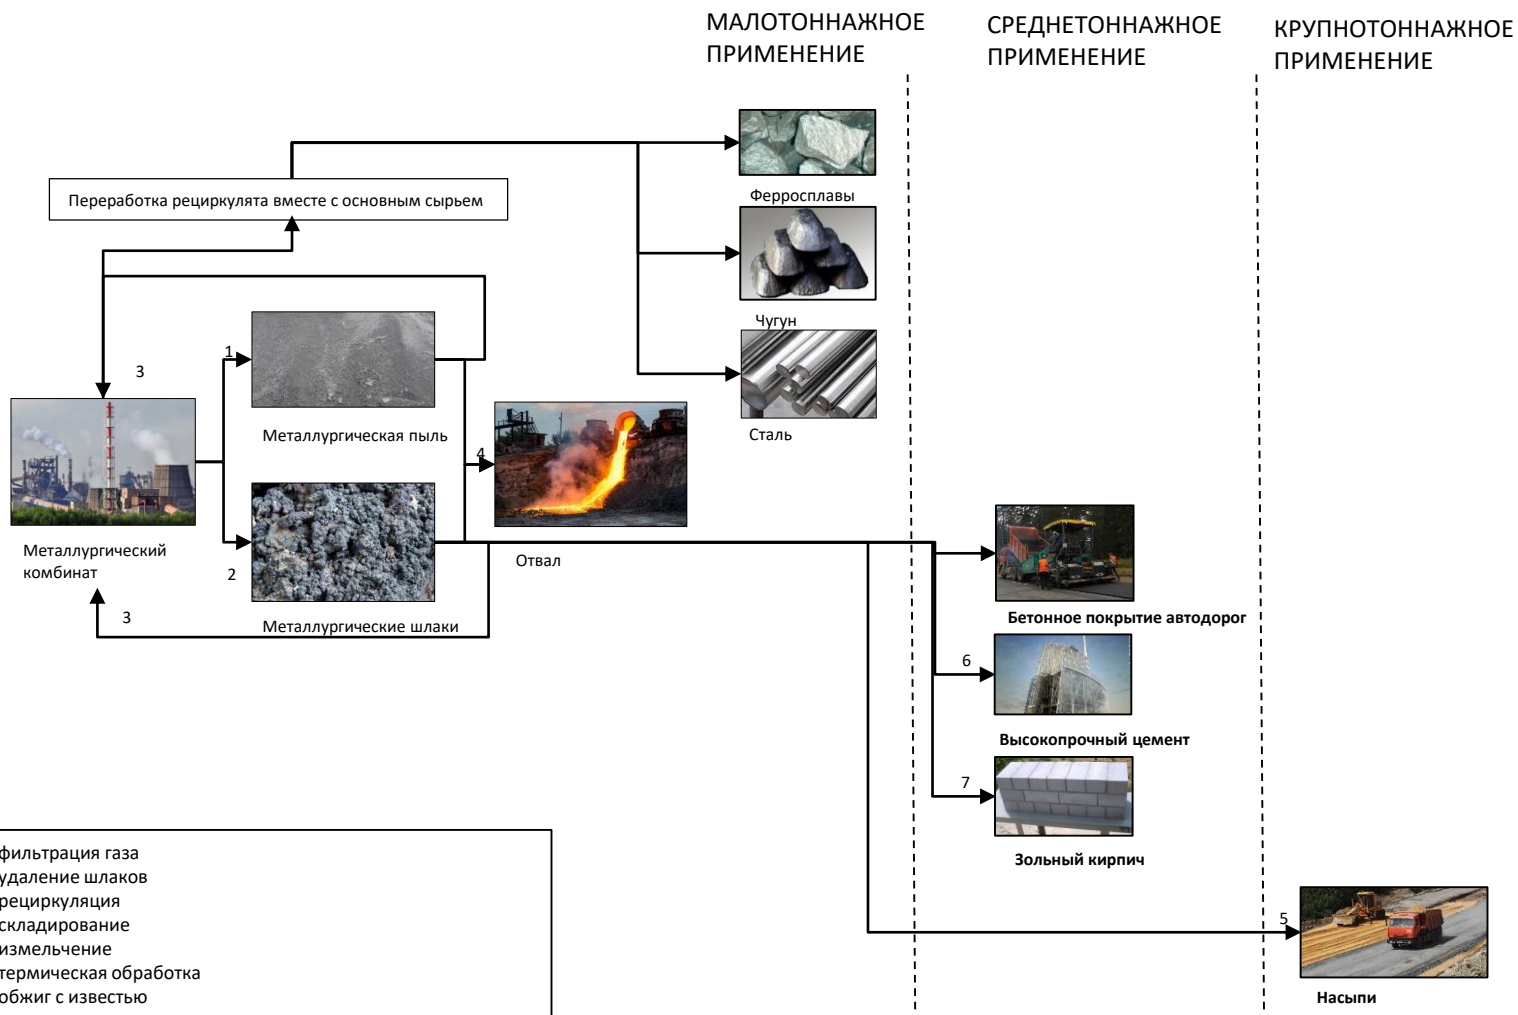 МАЛОТОННАЖНОЕ
ПРИМЕНЕНИЕ
СРЕДНЕТОННАЖНОЕ
ПРИМЕНЕНИЕ
КРУПНОТОННАЖНОЕ
ПРИМЕНЕНИЕ
Переработка рециркулята вместе с основным сырьем
Ферросплавы
Чугун
Сталь
3
1
Металлургическая пыль
4
Металлургический
комбинат
2
Отвал
3
Металлургические шлаки
Бетонное покрытие автодорог
6
Высокопрочный цемент
7
Зольный кирпич
5
Насыпи
фильтрация газа
удаление шлаков
рециркуляция
складирование
измельчение
термическая обработка
обжиг с известью